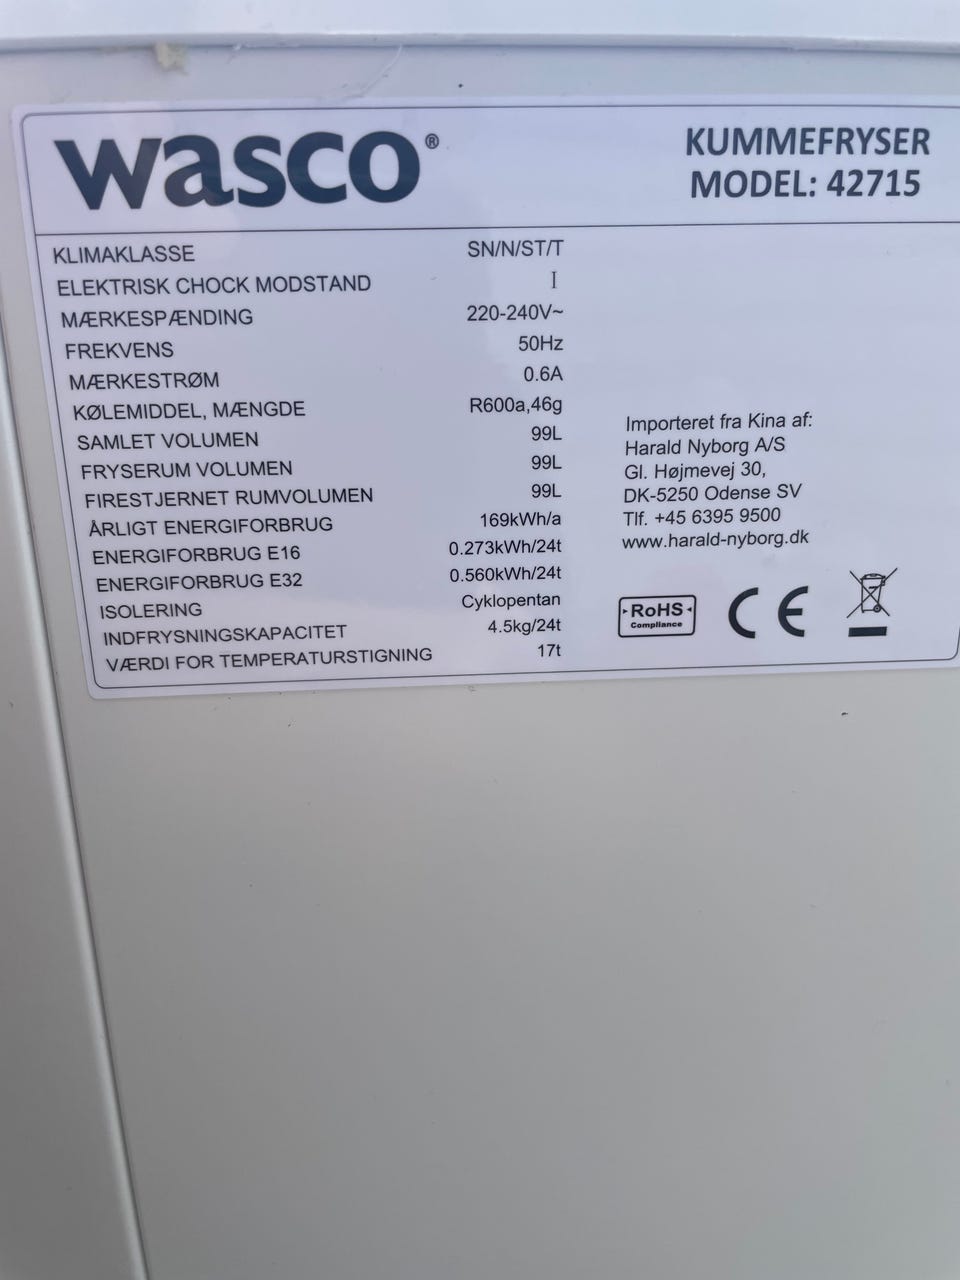 wasco®
KUMMEFRYSER
MODEL: 42715
KLIMAKLASSE SN/N/ST/T
ELEKTRISK CHOCK MODSTAND I
MÆRKESPÆNDING 220-240V~
FREKVENS 50Hz
MÆRKESTRØM 0.6A
KØLEMIDDEL, MÆNGDE R600a,46g
SAMLET VOLUMEN 99L
FRYSERUM VOLUMEN 99L
FIRESTJERNET RUMVOLUMEN 99L
ÅRLIGT ENERGIFORBRUG 169kWh/a
ENERGIFORBRUG E16 0.273kWh/24t
ENERGIFORBRUG E32 0.560kWh/24t
ISOLERING Cyklopentan
INDFRYSNINGSKAPACITET 4.5kg/24t
VÆRDI FOR TEMPERATURSTIGNING 17t
Importeret fra Kina af:
Harald Nyborg A/S
Gl. Højmevej 30,
DK-5250 Odense SV
Tlf. +45 6395 9500
www.harald-nyborg.dk
RoHS
Compliance
CE